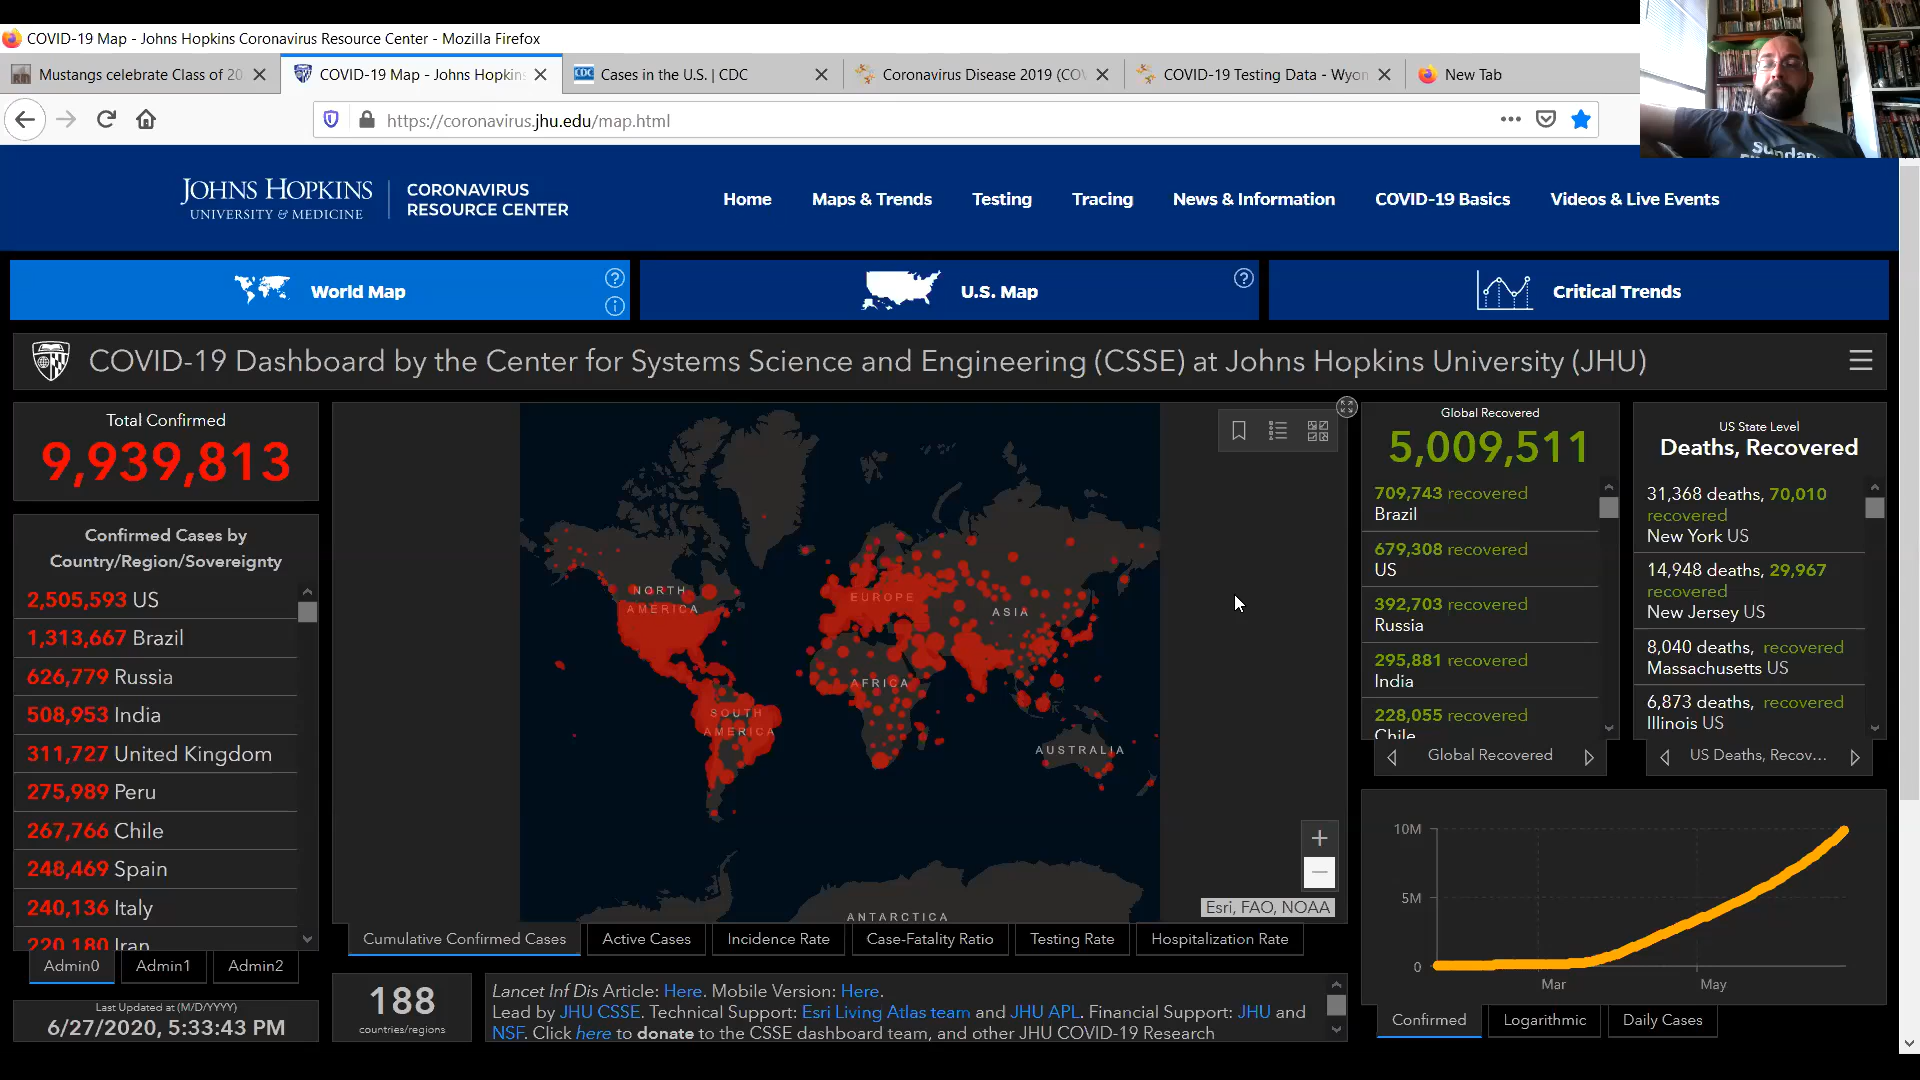 COVID-19 Map - Johns Hopkins Coronavirus Resource Center - Mozilla Firefox
Mustangs celebrate Class of 20
COVID-19 Map - Johns Hopkins
Cases in the U.S. | CDC
Coronavirus Disease 2019 (COV
COVID-19 Testing Data - Wyon
New Tab
https://coronavirus.jhu.edu/map.html
JOHNS HOPKINS
UNIVERSITY & MEDICINE
CORONAVIRUS
RESOURCE CENTER
Home
Maps & Trends
Testing
Tracing
News & Information
COVID-19 Basics
Videos & Live Events
World Map
U.S. Map
Critical Trends
COVID-19 Dashboard by the Center for Systems Science and Engineering (CSSE) at Johns Hopkins University (JHU)
Total Confirmed
9,939,813
Confirmed Cases by
Country/Region/Sovereignty
2,505,593 US
1,313,667 Brazil
626,779 Russia
508,953 India
311,727 United Kingdom
275,989 Peru
267,766 Chile
248,469 Spain
240,136 Italy
220,180 Iran
Admin0
Admin1
Admin2
Last Updated at (M/D/YYYY)
6/27/2020, 5:33:43 PM
NORTH
AMERICA
SOUTH
AMERICA
EUROPE
ASIA
AFRICA
AUSTRALIA
ANTARCTICA
Esri, FAO, NOAA
Cumulative Confirmed Cases
Active Cases
Incidence Rate
Case-Fatality Ratio
Testing Rate
Hospitalization Rate
188
countries/regions
Lancet Inf Dis Article: Here. Mobile Version: Here.
Lead by JHU CSSE. Technical Support: Esri Living Atlas team and JHU APL. Financial Support: JHU and
NSF. Click here to donate to the CSSE dashboard team, and other JHU COVID-19 Research
Global Recovered
5,009,511
709,743 recovered
Brazil
679,308 recovered
US
392,703 recovered
Russia
295,881 recovered
India
228,055 recovered
Chile
Global Recovered
US State Level
Deaths, Recovered
31,368 deaths, 70,010
recovered
New York US
14,948 deaths, 29,967
recovered
New Jersey US
8,040 deaths, recovered
Massachusetts US
6,873 deaths, recovered
Illinois US
US Deaths, Recov...
10M
5M
0
Mar
May
Confirmed
Logarithmic
Daily Cases